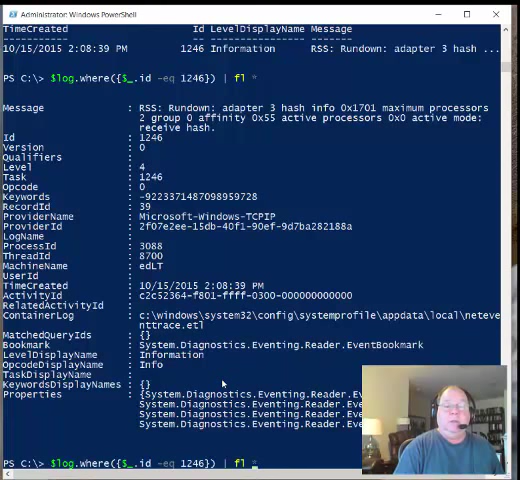 Administrator: Windows PowerShell
TimeCreated Id LevelDisplayName Message
----------- -- ---------------- -------
10/15/2015 2:08:39 PM 1246 Information RSS: Rundown: adapter 3 hash ...
PS C:\> $log.where({$_.id -eq 1246}) | fl *
Message : RSS: Rundown: adapter 3 hash info 0x1701 maximum processors
2 group 0 affinity 0x55 active processors 0x0 active mode:
receive hash.
Id : 1246
Version : 0
Qualifiers :
Level : 4
Task : 1246
Opcode : 0
Keywords : -9223371487098959728
RecordId : 39
ProviderName : Microsoft-Windows-TCPIP
ProviderId : 2f07e2ee-15db-40f1-90ef-9d7ba282188a
LogName :
ProcessId : 3088
ThreadId : 8700
MachineName : edLT
UserId :
TimeCreated : 10/15/2015 2:08:39 PM
ActivityId : c2c52364-f801-ffff-0300-000000000000
RelatedActivityId :
ContainerLog : c:\windows\system32\config\systemprofile\appdata\local\neteve
nttrace.etl
MatchedQueryIds : {}
Bookmark : System.Diagnostics.Eventing.Reader.EventBookmark
LevelDisplayName : Information
OpcodeDisplayName : Info
TaskDisplayName :
KeywordsDisplayNames : {}
Properties : {System.Diagnostics.Eventing.Reader.Eve
System.Diagnostics.Eventing.Reader.Eve
System.Diagnostics.Eventing.Reader.Eve
System.Diagnostics.Eventing.Reader.Eve
PS C:\> $log.where({$_.id -eq 1246}) | fl *